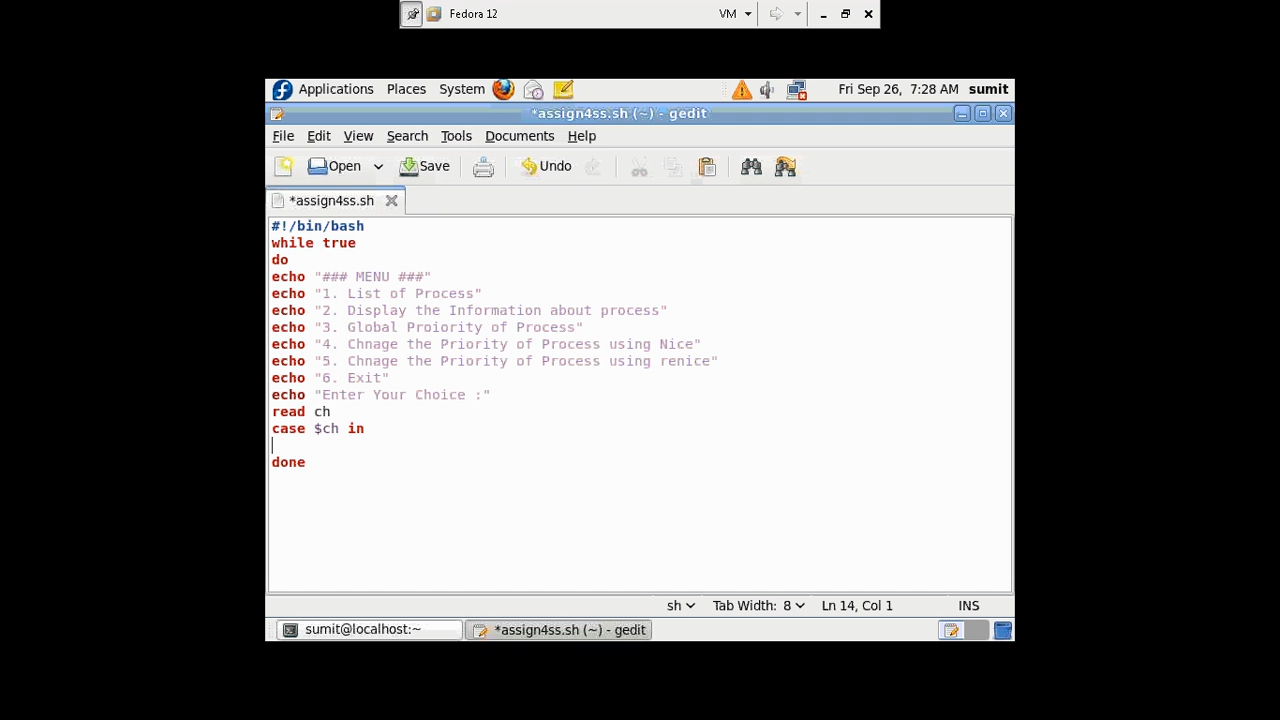 Fedora 12 VM
Applications Places System Fri Sep 26, 7:28 AM sumit
*assign4ss.sh (~) - gedit
File Edit View Search Tools Documents Help
Open Save Undo
*assign4ss.sh
#!/bin/bash
while true
do
echo "### MENU ###"
echo "1. List of Process"
echo "2. Display the Information about process"
echo "3. Global Proiority of Process"
echo "4. Chnage the Priority of Process using Nice"
echo "5. Chnage the Priority of Process using renice"
echo "6. Exit"
echo "Enter Your Choice :"
read ch
case $ch in
done
sh Tab Width: 8 Ln 14, Col 1 INS
sumit@localhost:~ *assign4ss.sh (~) - gedit